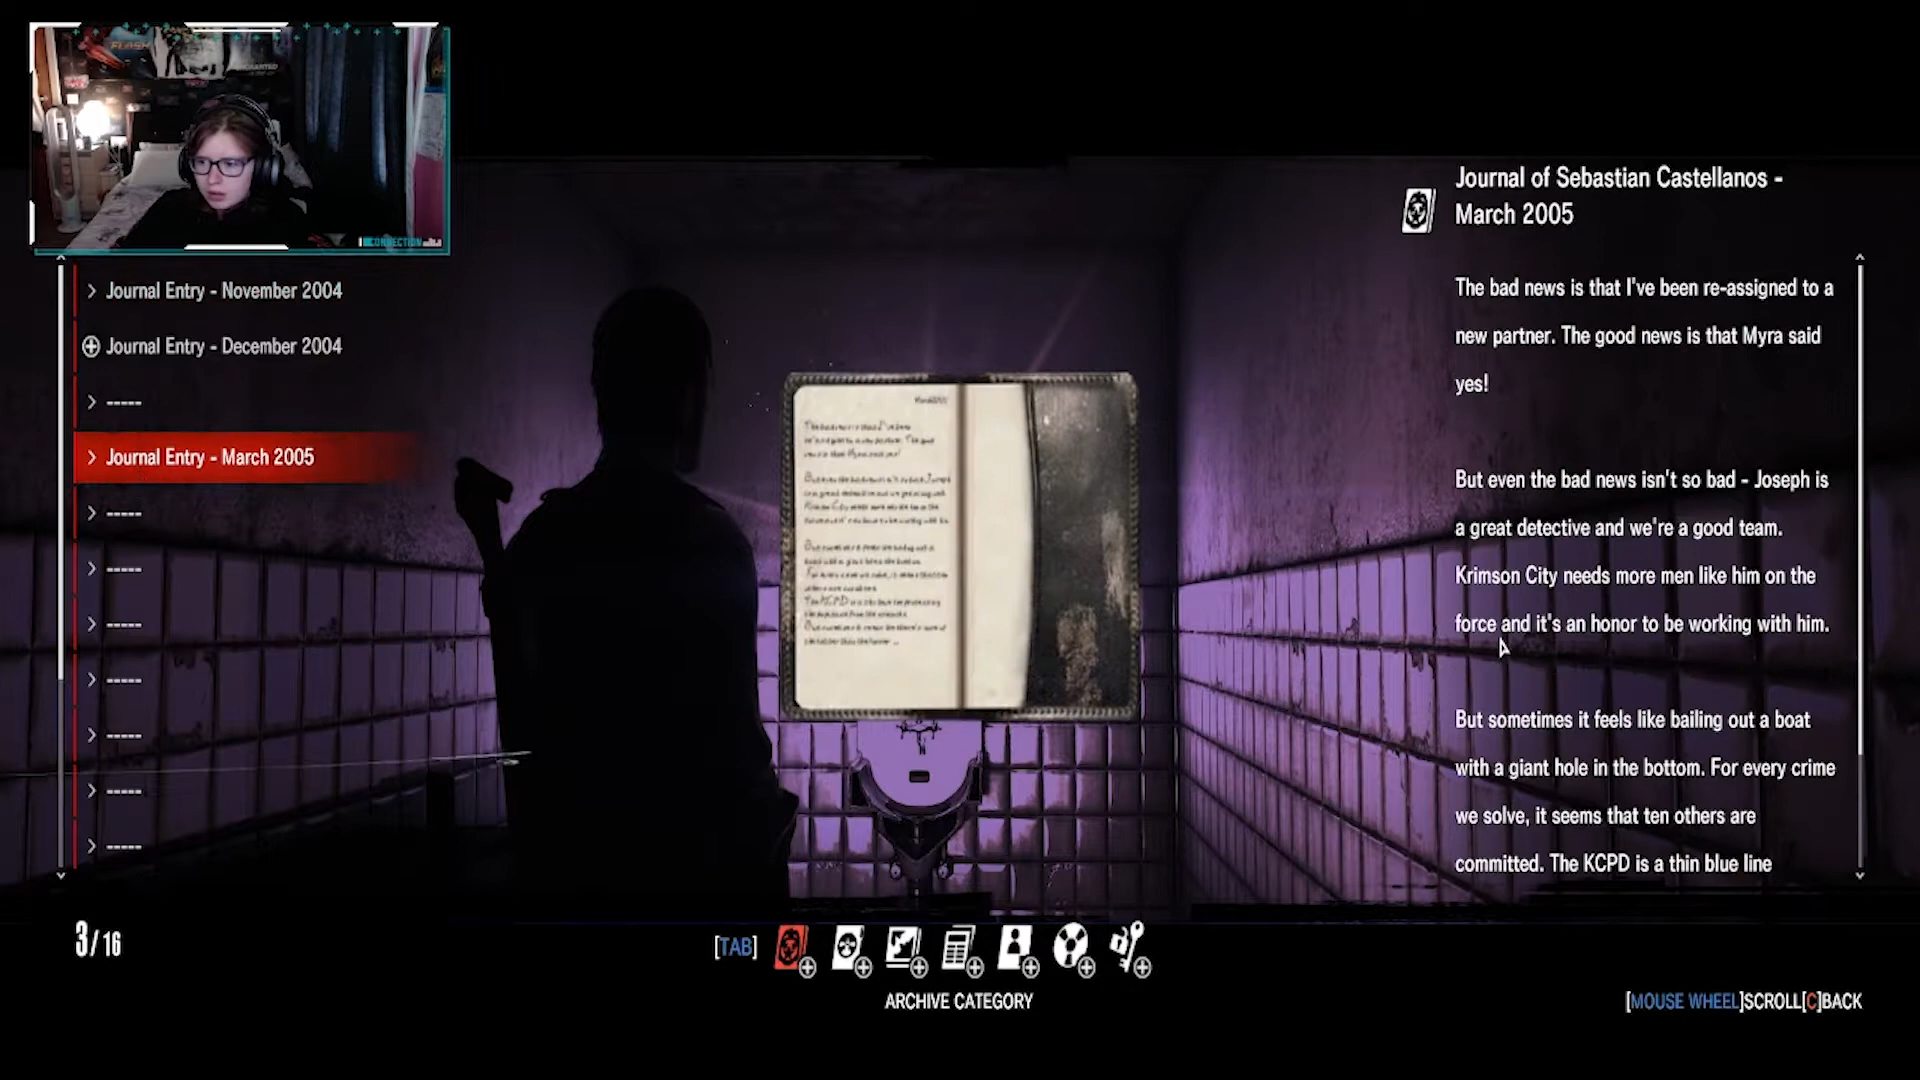 FLASH
UNCHARTED
CONNECTION
Journal Entry - November 2004
Journal Entry - December 2004
-----
Journal Entry - March 2005
-----
-----
-----
-----
-----
-----
-----
3/16
Journal of Sebastian Castellanos -
March 2005
The bad news is that I've been re-assigned to a
new partner. The good news is that Myra said
yes!
But even the bad news isn't so bad - Joseph is
a great detective and we're a good team.
Krimson City needs more men like him on the
force and it's an honor to be working with him.
But sometimes it feels like bailing out a boat
with a giant hole in the bottom. For every crime
we solve, it seems that ten others are
committed. The KCPD is a thin blue line
[TAB]
ARCHIVE CATEGORY
[MOUSE WHEEL]SCROLL[C]BACK